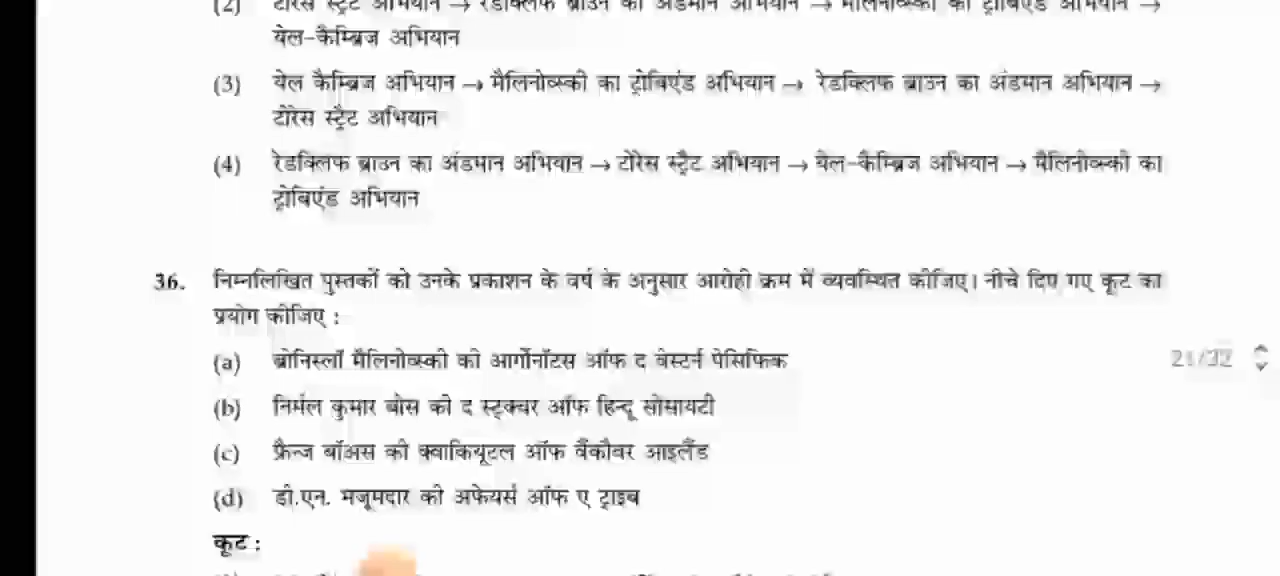 (2) टोरेस स्ट्रैट अभियान → रेडक्लिफ ब्राउन का अंडमान अभियान → मैलिनोव्स्की का ट्रोबिएंड अभियान →
येल-कैम्ब्रिज अभियान
(3) येल कैम्ब्रिज अभियान → मैलिनोव्स्की का ट्रोबिएंड अभियान → रेडक्लिफ ब्राउन का अंडमान अभियान →
टोरेस स्ट्रैट अभियान
(4) रेडक्लिफ ब्राउन का अंडमान अभियान → टोरेस स्ट्रैट अभियान → येल-कैम्ब्रिज अभियान → मैलिनोव्स्की का
ट्रोबिएंड अभियान
36. निम्नलिखित पुस्तकों को उनके प्रकाशन के वर्ष के अनुसार आरोही क्रम में व्यवस्थित कीजिए। नीचे दिए गए कूट का
प्रयोग कीजिए :
(a) ब्रोनिस्लॉ मैलिनोव्स्की की आर्गोनॉटस ऑफ द वेस्टर्न पेसिफिक
21/32
(b) निर्मल कुमार बोस की द स्ट्रक्चर ऑफ हिन्दू सोसायटी
(c) फ्रैन्ज बॉअस की क्वाकियूटल ऑफ वैंकौवर आइलैंड
(d) डी.एन. मजूमदार की अफेयर्स ऑफ ए ट्राइब
कूट :